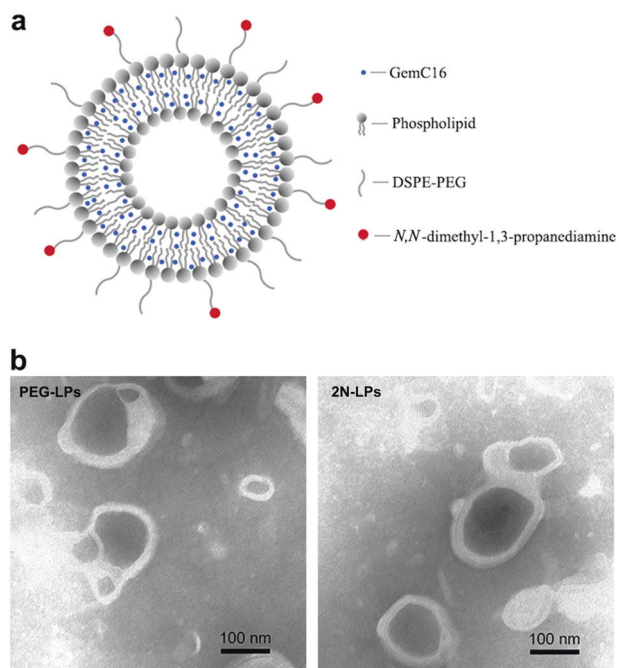 a
GemC16
Phospholipid
DSPE-PEG
N,N-dimethyl-1,3-propanediamine
b
PEG-LPs
2N-LPs
100 nm
100 nm